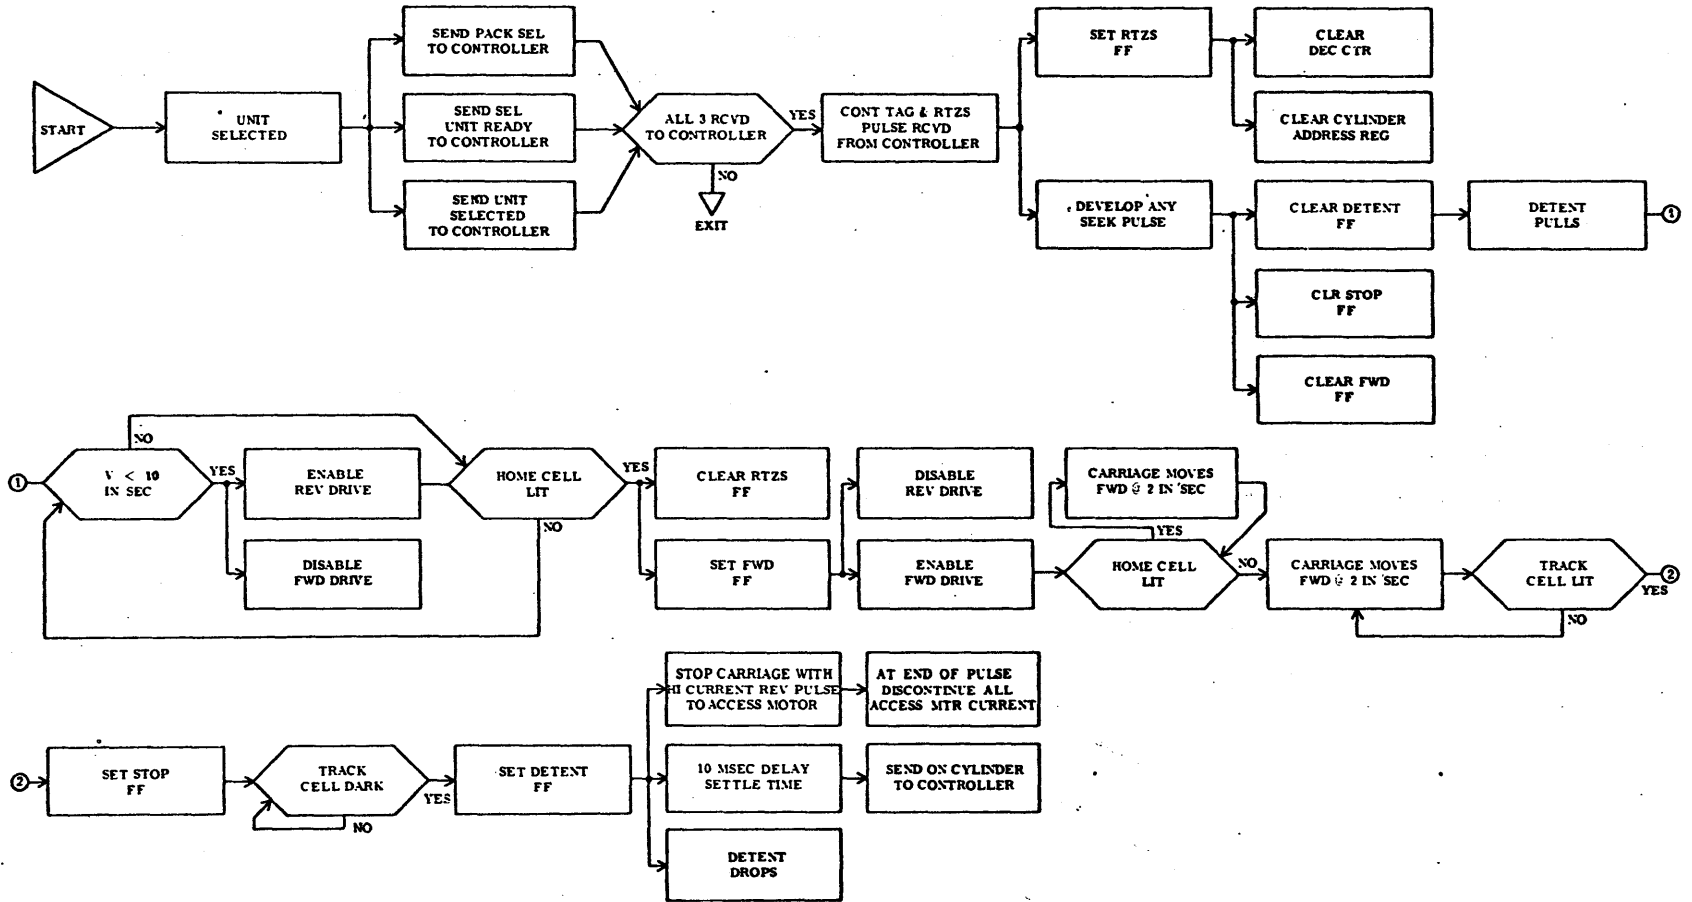 START
UNIT
SELECTED
SEND PACK SEL
TO CONTROLLER
SEND SEL
UNIT READY
TO CONTROLLER
SEND UNIT
SELECTED
TO CONTROLLER
ALL 3 RCVD
TO CONTROLLER
YES
NO
EXIT
CONT TAG & RTZS
PULSE RCVD
FROM CONTROLLER
SET RTZS
FF
CLEAR
DEC CTR
CLEAR CYLINDER
ADDRESS REG
DEVELOP ANY
SEEK PULSE
CLEAR DETENT
FF
DETENT
PULLS
1
CLR STOP
FF
CLEAR FWD
FF
1
V < 10
IN SEC
NO
YES
ENABLE
REV DRIVE
DISABLE
FWD DRIVE
HOME CELL
LIT
YES
NO
CLEAR RTZS
FF
SET FWD
FF
DISABLE
REV DRIVE
ENABLE
FWD DRIVE
CARRIAGE MOVES
FWD @ 2 IN/SEC
YES
HOME CELL
LIT
NO
CARRIAGE MOVES
FWD @ 2 IN/SEC
TRACK
CELL LIT
2
YES
NO
2
SET STOP
FF
TRACK
CELL DARK
YES
NO
SET DETENT
FF
STOP CARRIAGE WITH
HI CURRENT REV PULSE
TO ACCESS MOTOR
AT END OF PULSE
DISCONTINUE ALL
ACCESS MTR CURRENT
10 MSEC DELAY
SETTLE TIME
SEND ON CYLINDER
TO CONTROLLER
DETENT
DROPS